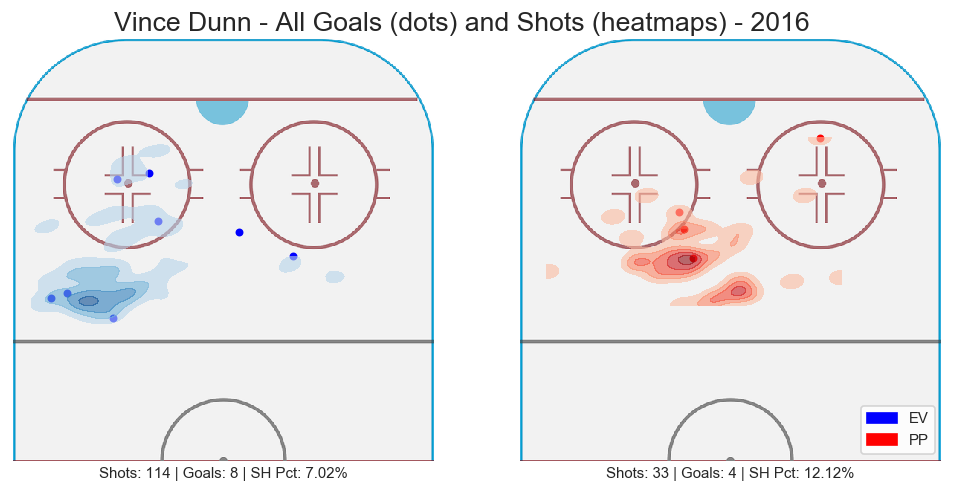 Vince Dunn - All Goals (dots) and Shots (heatmaps) - 2016
EV
PP
Shots: 114 | Goals: 8 | SH Pct: 7.02%
Shots: 33 | Goals: 4 | SH Pct: 12.12%